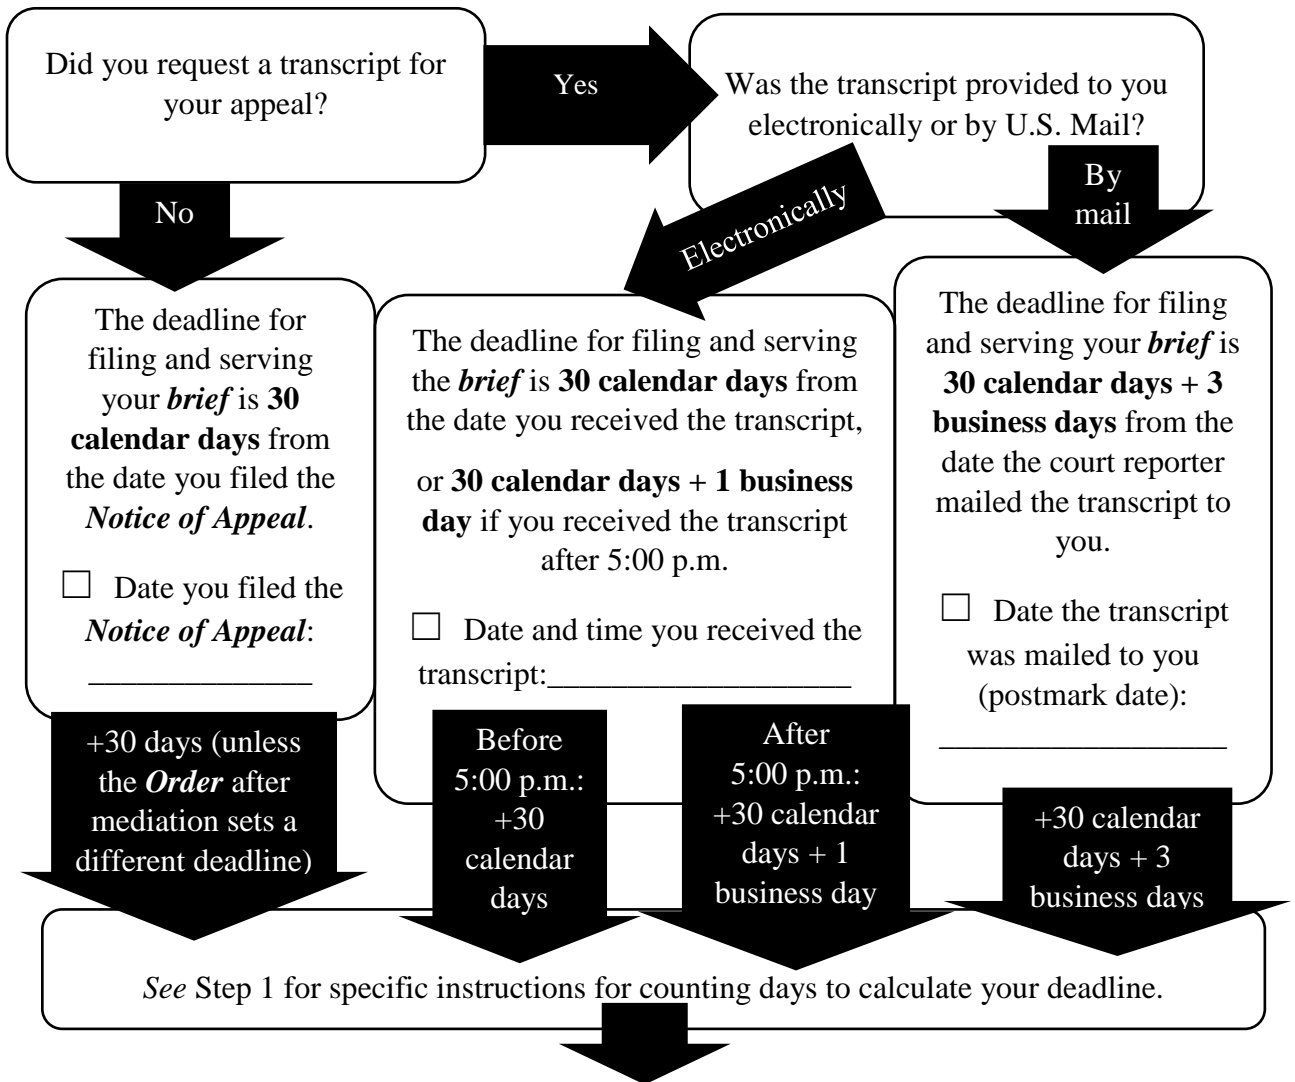 Did you request a transcript for
your appeal?
Yes
Was the transcript provided to you
electronically or by U.S. Mail?
No
Electronically
By
mail
The deadline for
filing and serving
your brief is 30
calendar days from
the date you filed the
Notice of Appeal.
☐ Date you filed the
Notice of Appeal:
______________
The deadline for filing and serving
the brief is 30 calendar days from
the date you received the transcript,
or 30 calendar days + 1 business
day if you received the transcript
after 5:00 p.m.
☐ Date and time you received the
transcript:___________________
The deadline for filing
and serving your brief is
30 calendar days + 3
business days from the
date the court reporter
mailed the transcript to
you.
☐ Date the transcript
was mailed to you
(postmark date):
__________________
+30 days (unless
the Order after
mediation sets a
different deadline)
Before
5:00 p.m.:
+30
calendar
days
After
5:00 p.m.:
+30 calendar
days + 1
business day
+30 calendar
days + 3
business days
See Step 1 for specific instructions for counting days to calculate your deadline.